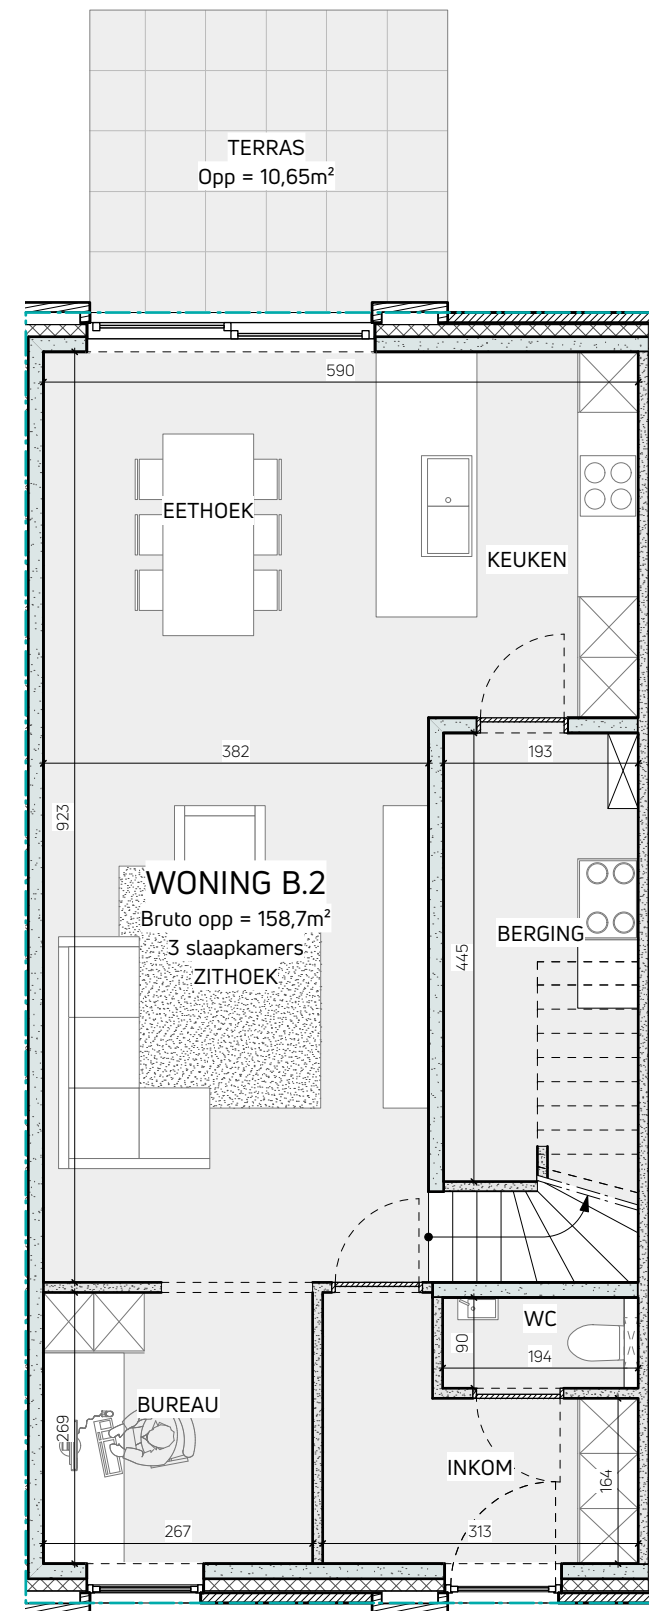 TERRAS
Opp = 10,65m²
590
EETHOEK
KEUKEN
382
193
923
WONING B.2
Bruto opp = 158,7m²
3 slaapkamers
ZITHOEK
BERGING
445
WC
90
194
BUREAU
269
INKOM
164
267
313